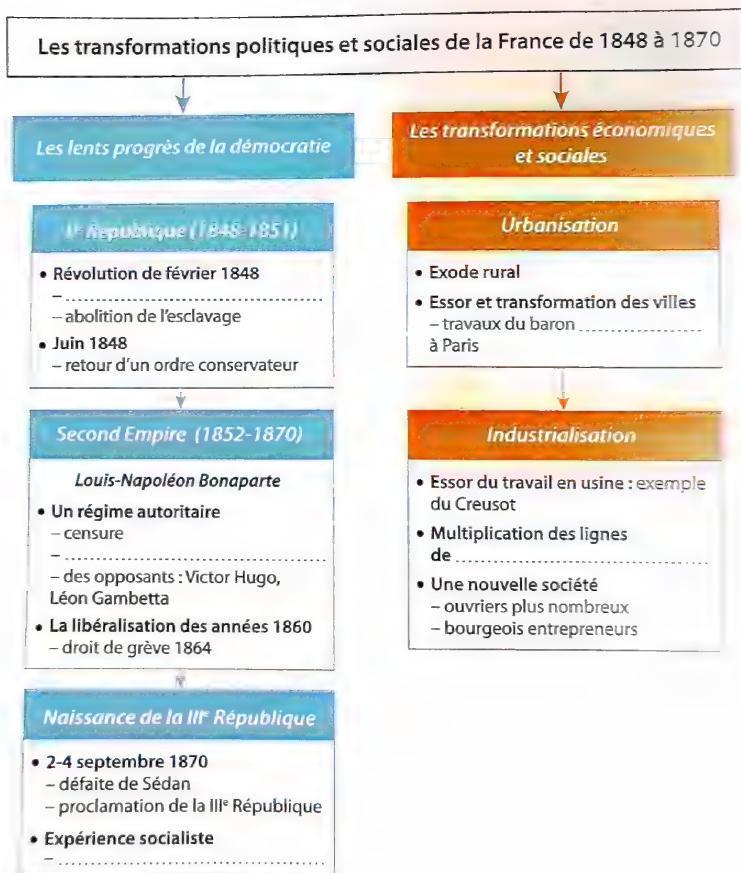 Les transformations politiques et sociales de la France de 1848 à 1870
Les lents progrès de la démocratie
IIe République (1848-1851)
• Révolution de février 1848
– ..............................................
– abolition de l'esclavage
• Juin 1848
– retour d'un ordre conservateur
Second Empire (1852-1870)
Louis-Napoléon Bonaparte
• Un régime autoritaire
– censure
– ..............................................
– des opposants : Victor Hugo,
Léon Gambetta
• La libéralisation des années 1860
– droit de grève 1864
Naissance de la IIIe République
• 2-4 septembre 1870
– défaite de Sédan
– proclamation de la IIIe République
• Expérience socialiste
– ..............................................
Les transformations économiques
et sociales
Urbanisation
• Exode rural
• Essor et transformation des villes
– travaux du baron ......................
à Paris
Industrialisation
• Essor du travail en usine : exemple
du Creusot
• Multiplication des lignes
de ..............................................
• Une nouvelle société
– ouvriers plus nombreux
– bourgeois entrepreneurs